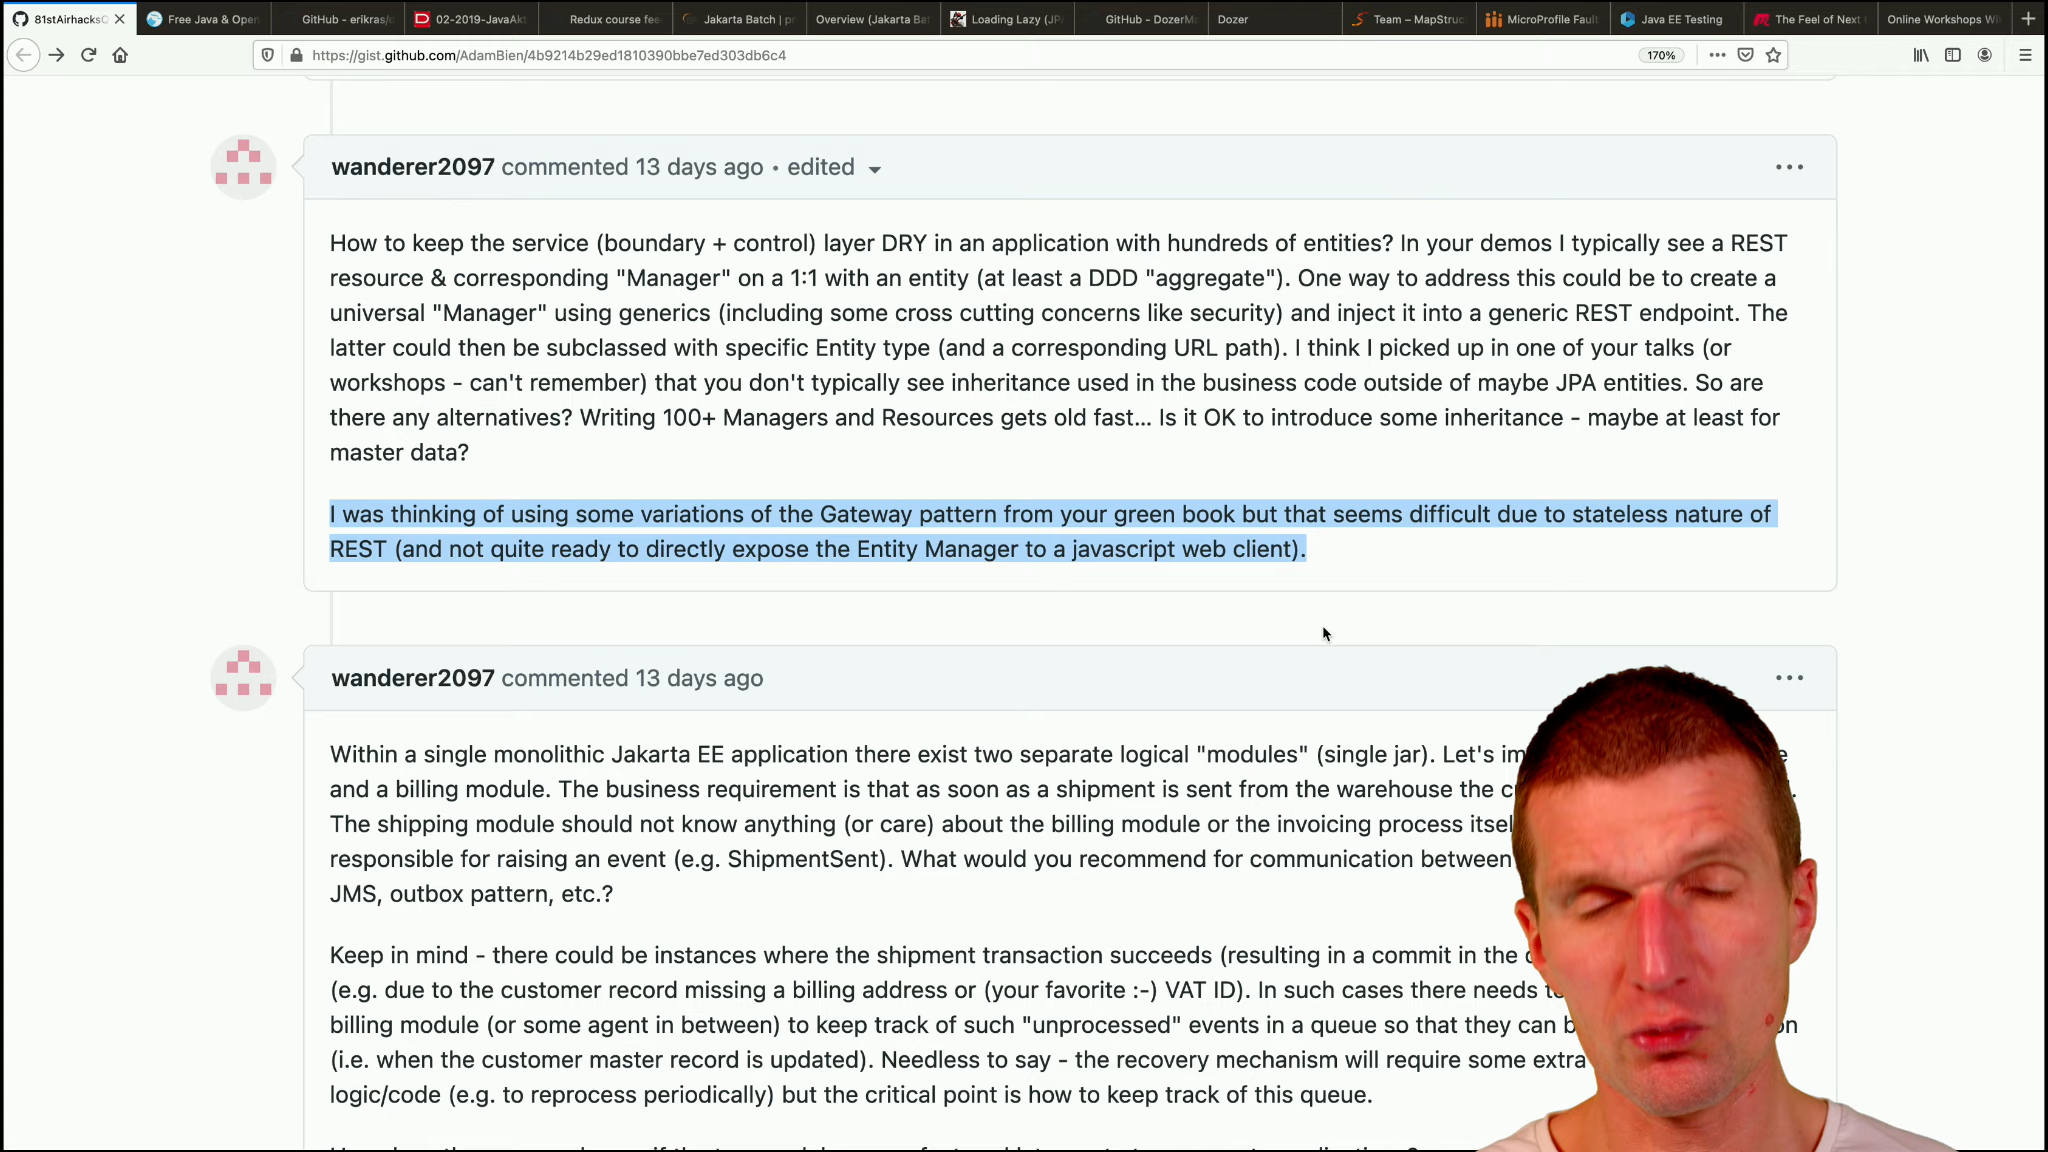 81stAirhacksQ
Free Java & Open
GitHub - erikras/
02-2019-JavaAkt
Redux course fee
Jakarta Batch | pr
Overview (Jakarta Bat
Loading Lazy (JPA
GitHub - DozerMa
Dozer
Team – MapStruc
MicroProfile Fault
Java EE Testing
The Feel of Next
Online Workshops Wi
https://gist.github.com/AdamBien/4b9214b29ed1810390bbe7ed303db6c4
170%
wanderer2097 commented 13 days ago • edited
How to keep the service (boundary + control) layer DRY in an application with hundreds of entities? In your demos I typically see a REST
resource & corresponding "Manager" on a 1:1 with an entity (at least a DDD "aggregate"). One way to address this could be to create a
universal "Manager" using generics (including some cross cutting concerns like security) and inject it into a generic REST endpoint. The
latter could then be subclassed with specific Entity type (and a corresponding URL path). I think I picked up in one of your talks (or
workshops - can't remember) that you don't typically see inheritance used in the business code outside of maybe JPA entities. So are
there any alternatives? Writing 100+ Managers and Resources gets old fast... Is it OK to introduce some inheritance - maybe at least for
master data?
I was thinking of using some variations of the Gateway pattern from your green book but that seems difficult due to stateless nature of
REST (and not quite ready to directly expose the Entity Manager to a javascript web client).
wanderer2097 commented 13 days ago
Within a single monolithic Jakarta EE application there exist two separate logical "modules" (single jar). Let's im
and a billing module. The business requirement is that as soon as a shipment is sent from the warehouse the
The shipping module should not know anything (or care) about the billing module or the invoicing process itsel
responsible for raising an event (e.g. ShipmentSent). What would you recommend for communication between
JMS, outbox pattern, etc.?
Keep in mind - there could be instances where the shipment transaction succeeds (resulting in a commit in the
(e.g. due to the customer record missing a billing address or (your favorite :-) VAT ID). In such cases there needs
billing module (or some agent in between) to keep track of such "unprocessed" events in a queue so that they can
(i.e. when the customer master record is updated). Needless to say - the recovery mechanism will require some extra
logic/code (e.g. to reprocess periodically) but the critical point is how to keep track of this queue.